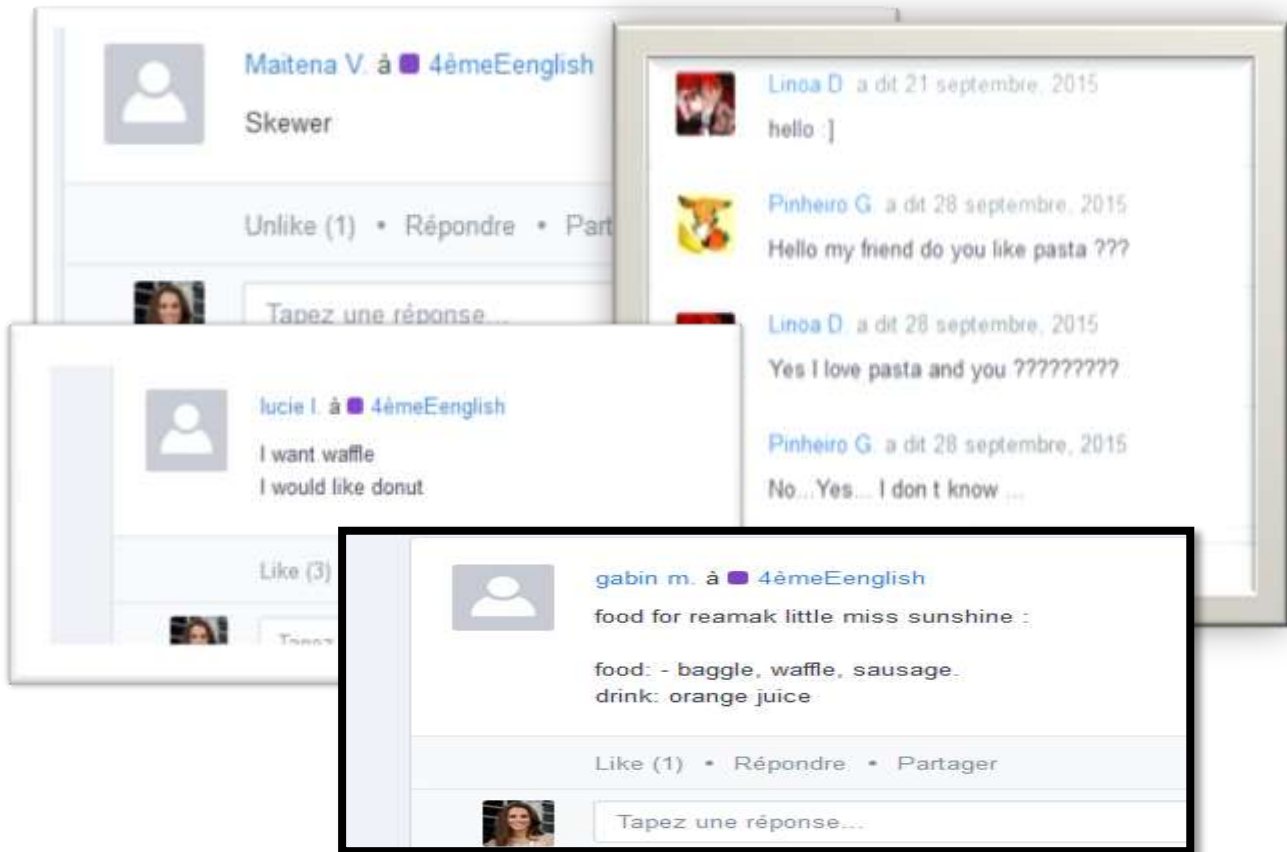 Maitena V. à 4èmeEenglish
Skewer
Unlike (1) • Répondre • Part
Tapez une réponse...
Linoa D. a dit 21 septembre, 2015
hello :]
Pinheiro G. a dit 28 septembre, 2015
Hello my friend do you like pasta ???
Linoa D. a dit 28 septembre, 2015
Yes I love pasta and you ?????????
Pinheiro G. a dit 28 septembre, 2015
No...Yes... I don t know ...
lucie l. à 4èmeEenglish
I want waffle
I would like donut
Like (3)
gabin m. à 4èmeEenglish
food for reamak little miss sunshine :
food: - baggle, waffle, sausage.
drink: orange juice
Like (1) • Répondre • Partager
Tapez une réponse...